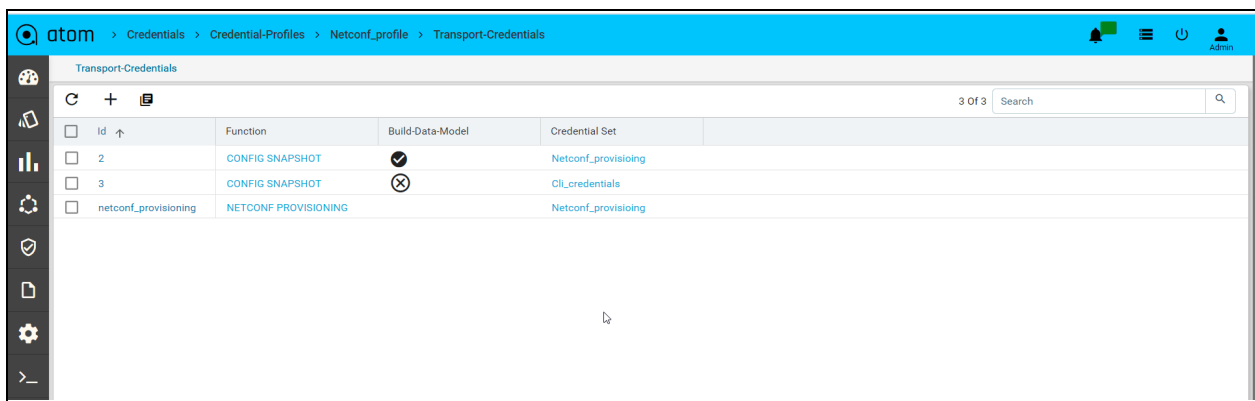 atom > Credentials > Credential-Profiles > Netconf_profile > Transport-Credentials
Admin
Transport-Credentials
3 Of 3 Search
Id Function Build-Data-Model Credential Set
2 CONFIG SNAPSHOT Netconf_provisioing
3 CONFIG SNAPSHOT Cli_credentials
netconf_provisioning NETCONF PROVISIONING Netconf_provisioing